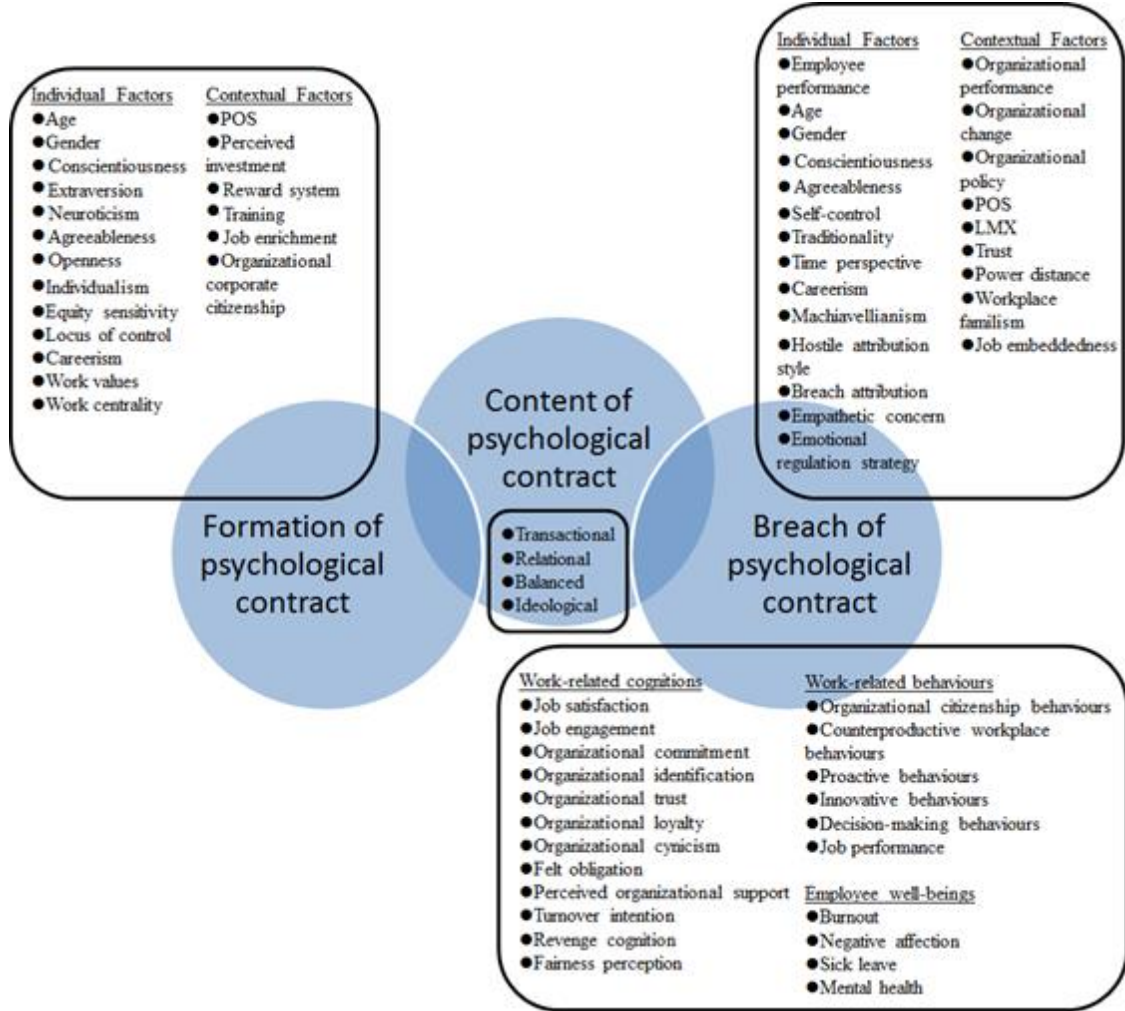 Individual Factors
●Age
●Gender
●Conscientiousness
●Extraversion
●Neuroticism
●Agreeableness
●Openness
●Individualism
●Equity sensitivity
●Locus of control
●Careerism
●Work values
●Work centrality
Contextual Factors
●POS
●Perceived
investment
●Reward system
●Training
●Job enrichment
●Organizational
corporate
citizenship
Formation of
psychological
contract
Content of
psychological
contract
●Transactional
●Relational
●Balanced
●Ideological
Individual Factors
●Employee
performance
●Age
●Gender
●Conscientiousness
●Agreeableness
●Self-control
●Traditionality
●Time perspective
●Careerism
●Machiavellianism
●Hostile attribution
style
●Breach attribution
●Empathetic concern
●Emotional
regulation strategy
Contextual Factors
●Organizational
performance
●Organizational
change
●Organizational
policy
●POS
●LMX
●Trust
●Power distance
●Workplace
familism
●Job embeddedness
Breach of
psychological
contract
Work-related cognitions
●Job satisfaction
●Job engagement
●Organizational commitment
●Organizational identification
●Organizational trust
●Organizational loyalty
●Organizational cynicism
●Felt obligation
●Perceived organizational support
●Turnover intention
●Revenge cognition
●Fairness perception
Work-related behaviours
●Organizational citizenship behaviours
●Counterproductive workplace
behaviours
●Proactive behaviours
●Innovative behaviours
●Decision-making behaviours
●Job performance
Employee well-beings
●Burnout
●Negative affection
●Sick leave
●Mental health